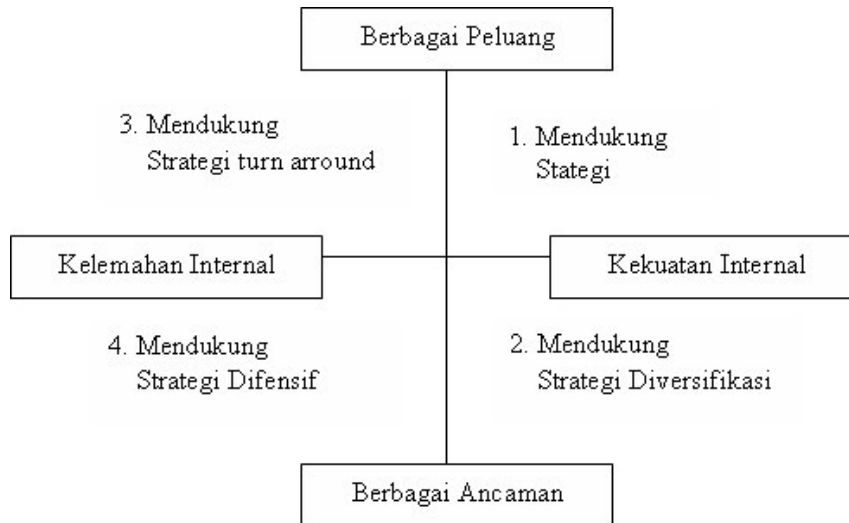 Berbagai Peluang
3. Mendukung
Strategi turn arround
1. Mendukung
Stategi
Kelemahan Internal
Kekuatan Internal
4. Mendukung
Strategi Difensif
2. Mendukung
Strategi Diversifikasi
Berbagai Ancaman